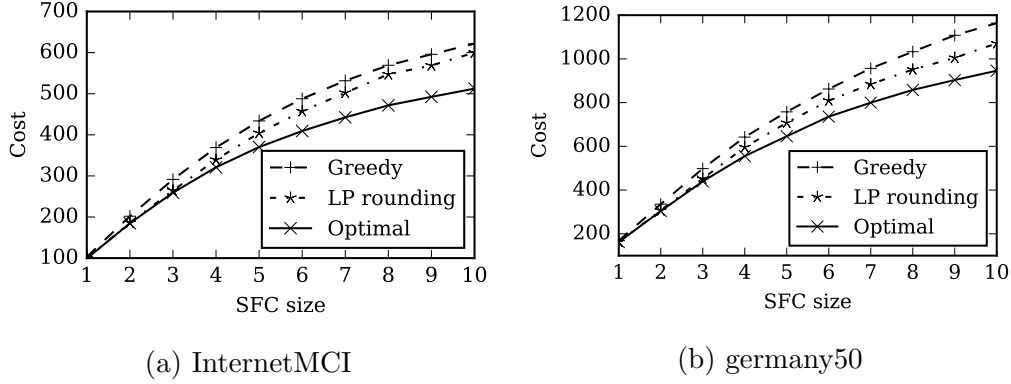 700
600
500
400
300
200
100
Cost
Greedy
LP rounding
Optimal
1 2 3 4 5 6 7 8 9 10
SFC size
(a) InternetMCI
1200
1000
800
600
400
200
Cost
Greedy
LP rounding
Optimal
1 2 3 4 5 6 7 8 9 10
SFC size
(b) germany50